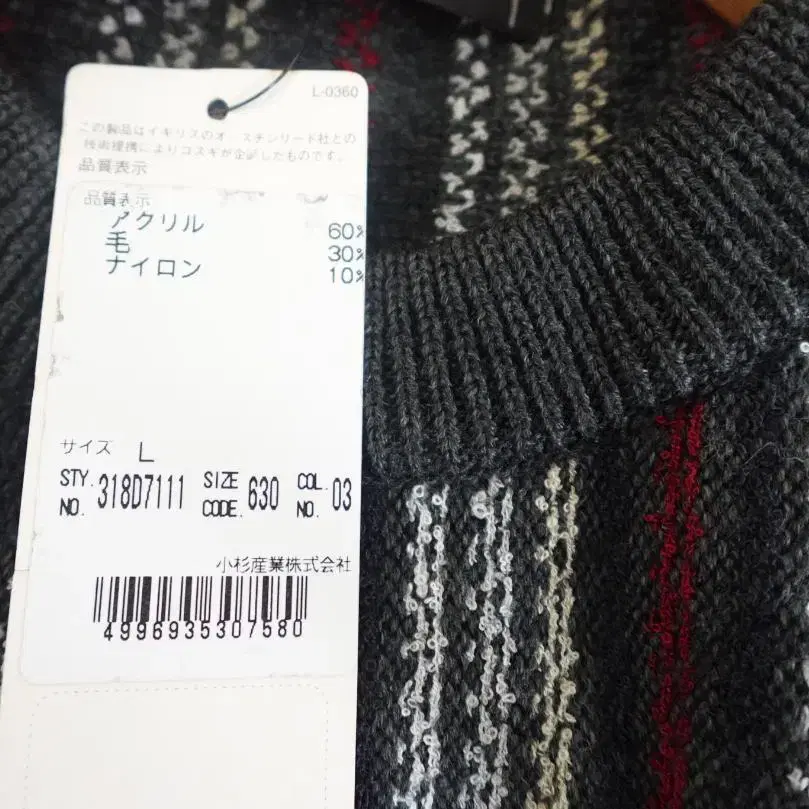 L-0360
この製品はイギリスのオースチンリード社との
技術提携によりコスギが企画したものです。
品質表示
品質表示
アクリル 60%
毛 30%
ナイロン 10%
サイズ L
STY. NO. 318D7111 SIZE CODE. 630 COL. NO. 03
小杉産業株式会社
4996935307580